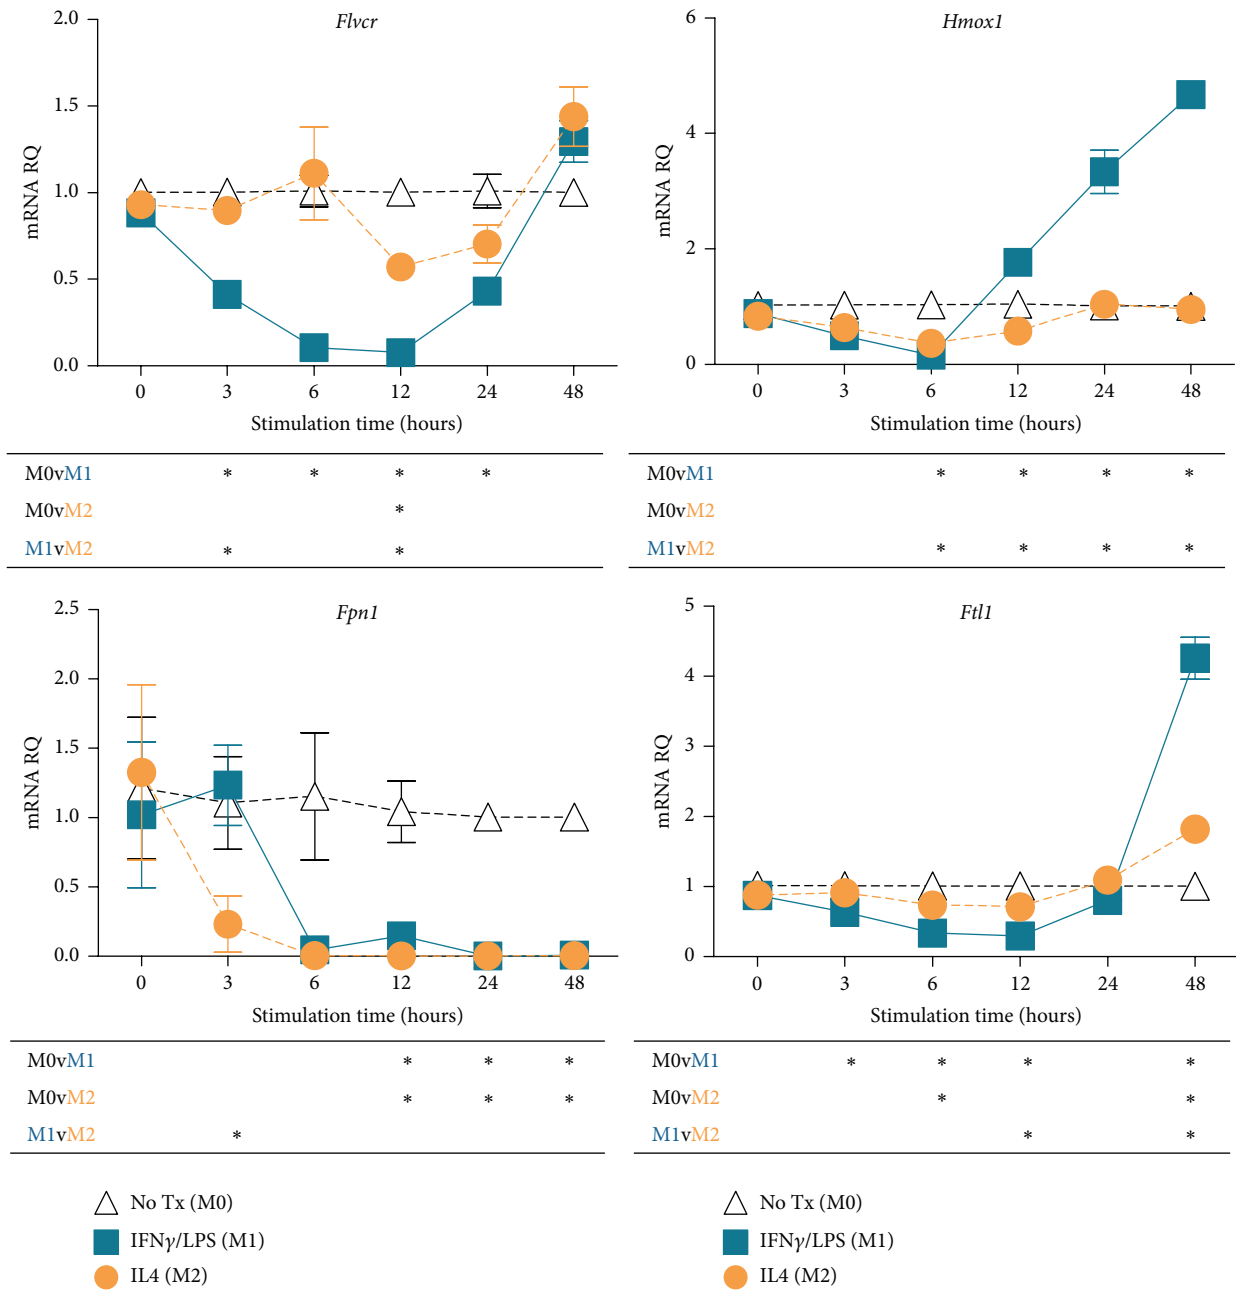 Flvcr
2.0
1.5
1.0
0.5
0.0
mRNA RQ
0 3 6 12 24 48
Stimulation time (hours)
M0vM1 * * * *
M0vM2 *
M1vM2 * *
Hmox1
6
4
2
0
mRNA RQ
0 3 6 12 24 48
Stimulation time (hours)
M0vM1 * * * *
M0vM2
M1vM2 * * * *
Fpn1
2.5
2.0
1.5
1.0
0.5
0.0
mRNA RQ
0 3 6 12 24 48
Stimulation time (hours)
M0vM1 * * *
M0vM2 * * *
M1vM2 *
No Tx (M0)
IFNγ/LPS (M1)
IL4 (M2)
Ftl1
5
4
3
2
1
0
mRNA RQ
0 3 6 12 24 48
Stimulation time (hours)
M0vM1 * * * *
M0vM2 * *
M1vM2 * *
No Tx (M0)
IFNγ/LPS (M1)
IL4 (M2)